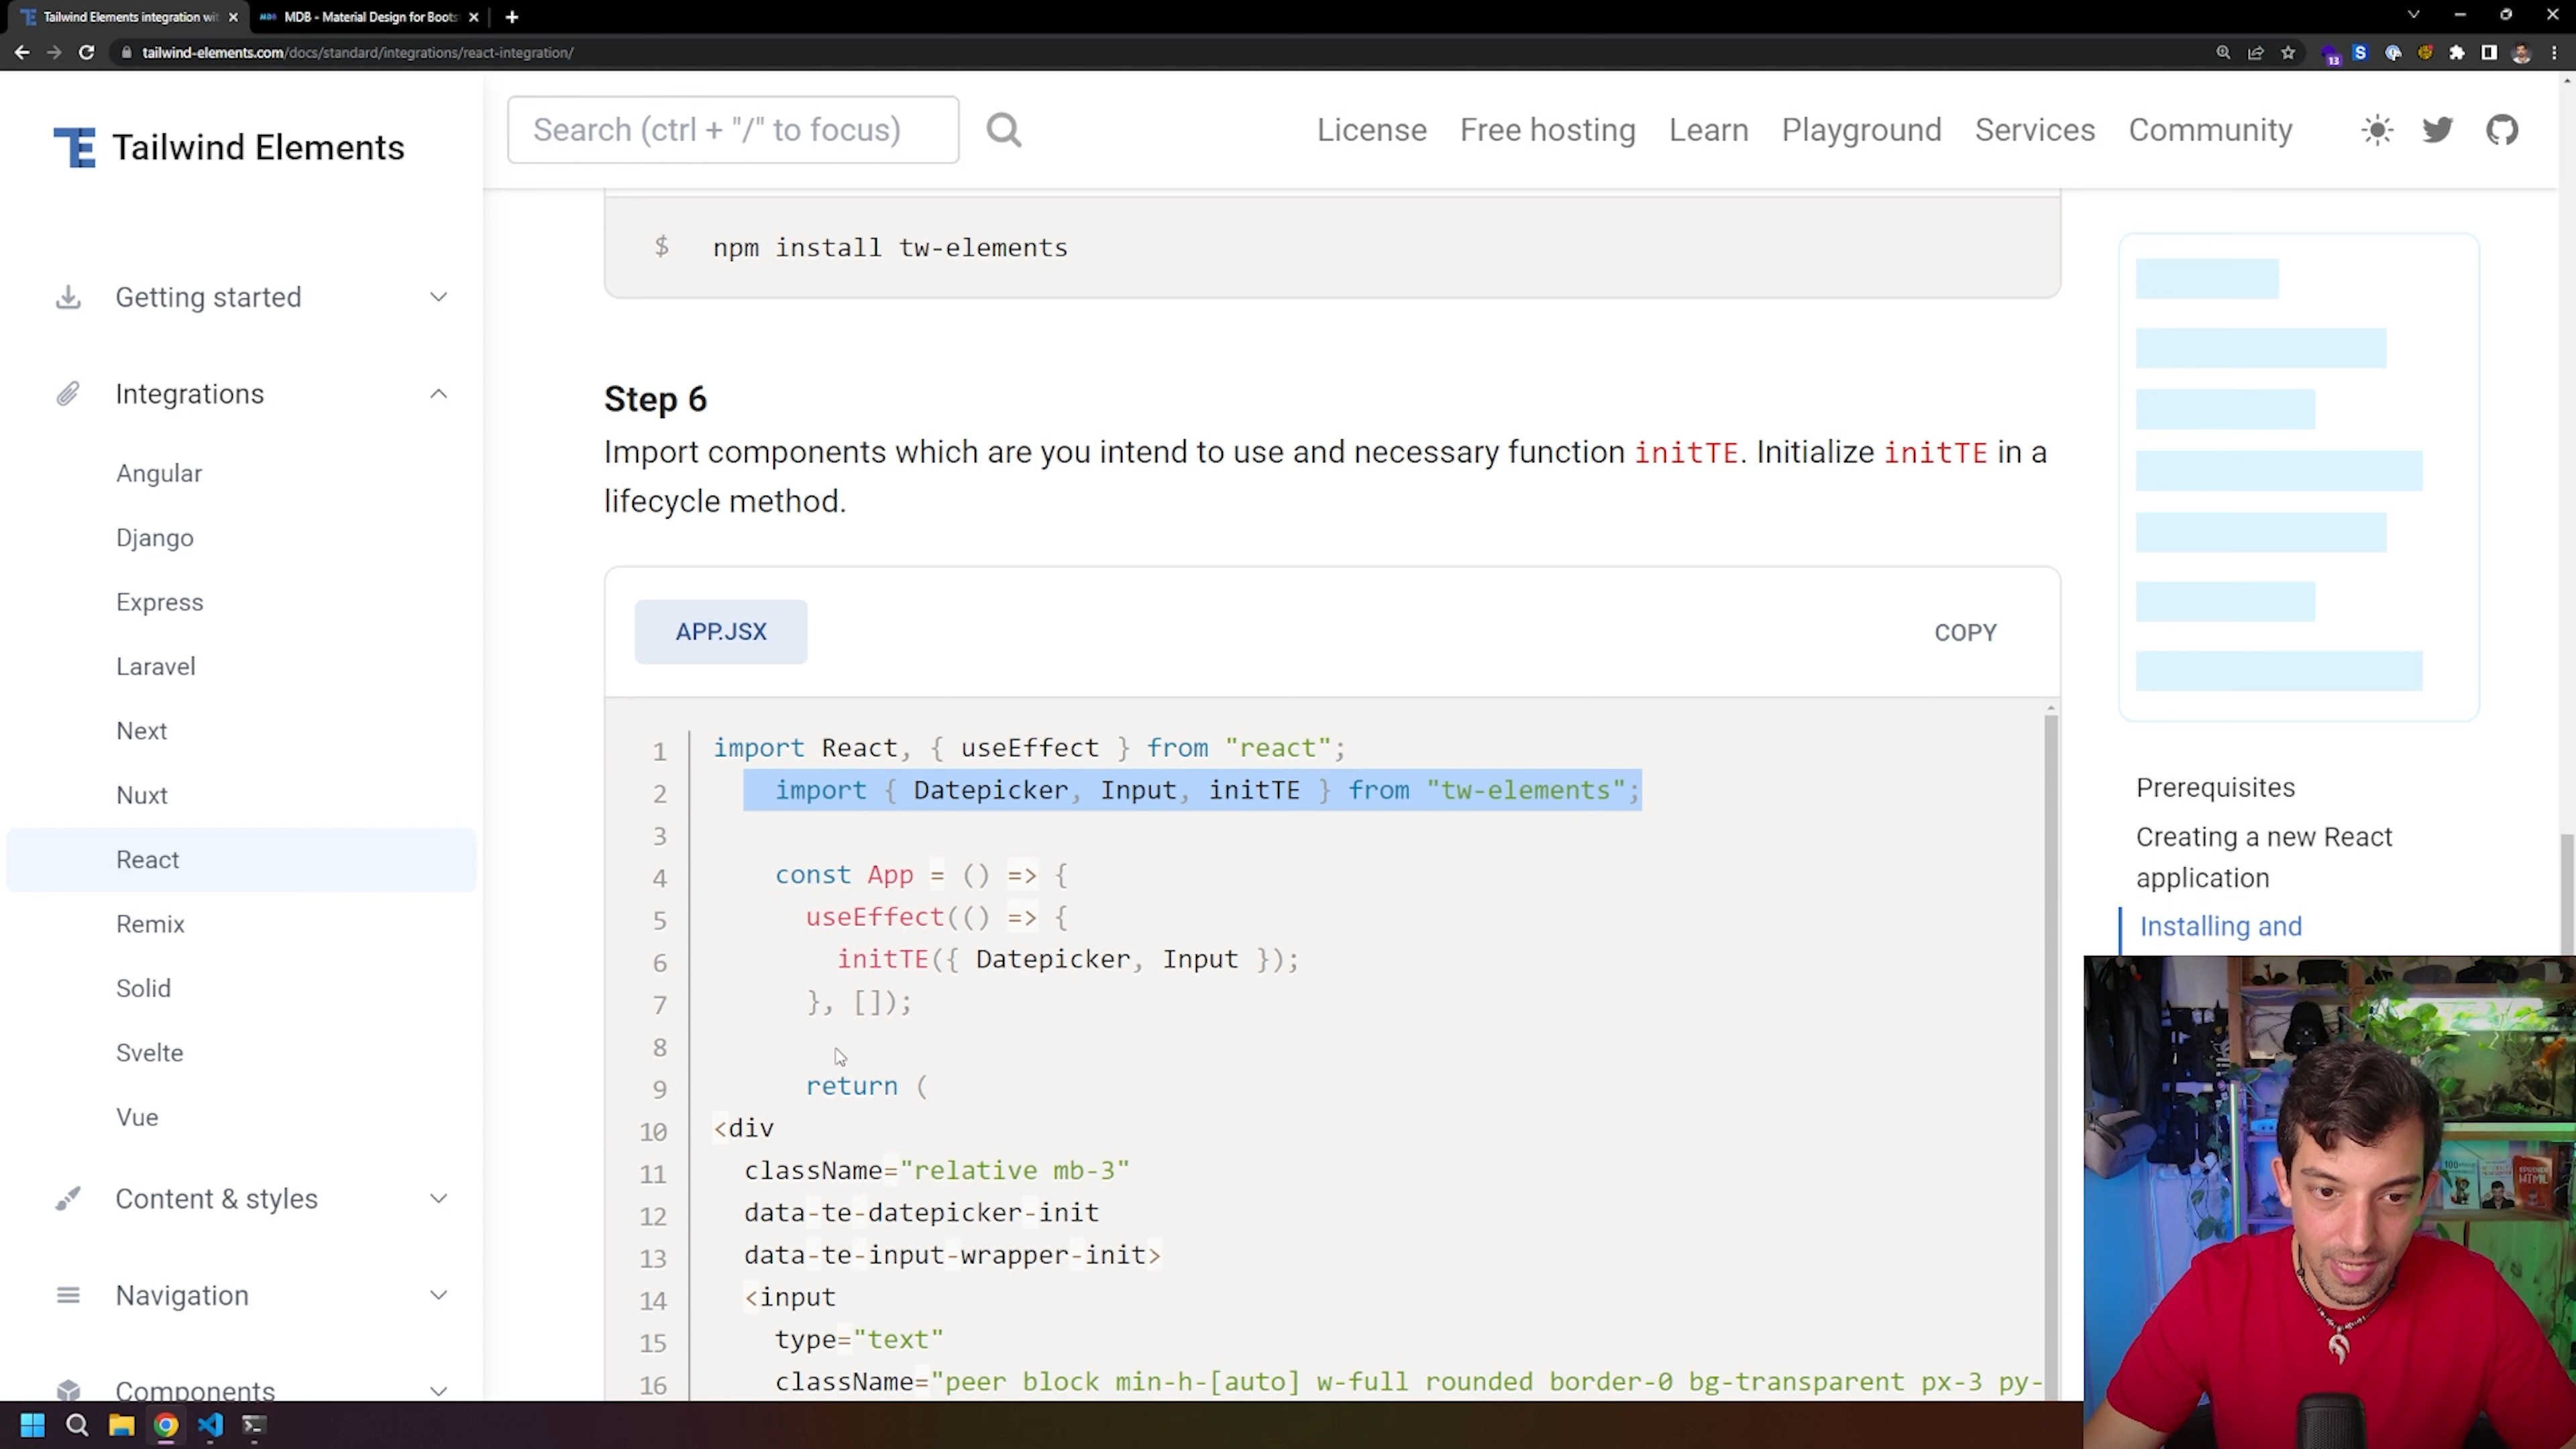 Tailwind Elements integration wit
MDB - Material Design for Boots
tailwind-elements.com/docs/standard/integrations/react-integration/
13
S
TE Tailwind Elements
Search (ctrl + "/" to focus)
License
Free hosting
Learn
Playground
Services
Community
Getting started
Integrations
Angular
Django
Express
Laravel
Next
Nuxt
React
Remix
Solid
Svelte
Vue
Content & styles
Navigation
Components
$ npm install tw-elements
Step 6
Import components which are you intend to use and necessary function initTE. Initialize initTE in a
lifecycle method.
APP.JSX
COPY
1 import React, { useEffect } from "react";
2 import { Datepicker, Input, initTE } from "tw-elements";
3
4 const App = () => {
5 useEffect(() => {
6 initTE({ Datepicker, Input });
7 }, []);
8
9 return (
10 <div
11 className="relative mb-3"
12 data-te-datepicker-init
13 data-te-input-wrapper-init>
14 <input
15 type="text"
16 className="peer block min-h-[auto] w-full rounded border-0 bg-transparent px-3 py-
Prerequisites
Creating a new React
application
Installing and
HTML